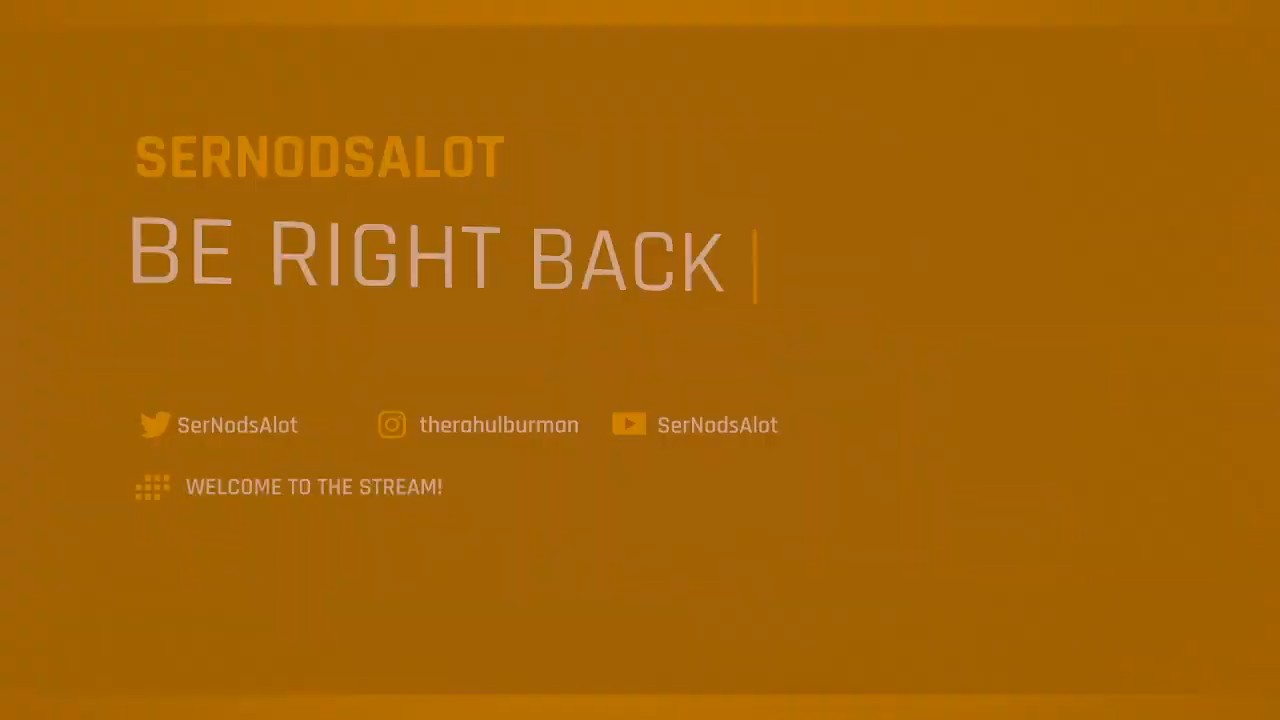 SERNODSALOT
BE RIGHT BACK
SerNodsAlot therahulburman SerNodsAlot
WELCOME TO THE STREAM!